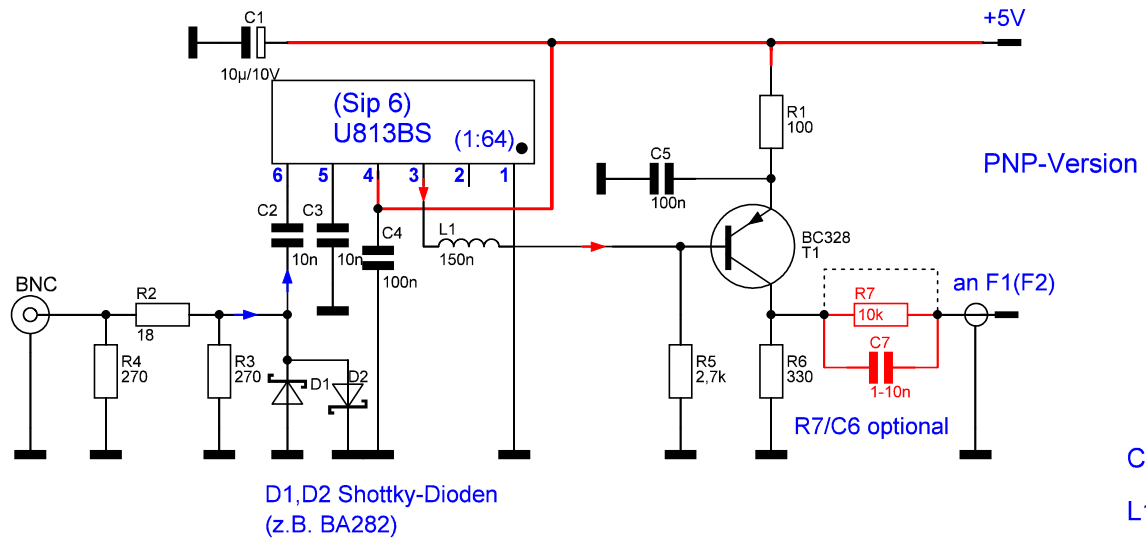 +5V
C1
10µ/10V
(Sip 6)
U813BS (1:64)
R1
100
PNP-Version
6 5 4 3 2 1
C5
100n
C2 C3 C4 L1
10n 10n 100n 150n
BC328
T1
BNC
R2
18
an F1(F2)
R7
10k
C7
1-10n
R4
270
R3
270
D1 D2
R5
2,7k
R6
330
R7/C6 optional
D1,D2 Shottky-Dioden
(z.B. BA282)
C
L1